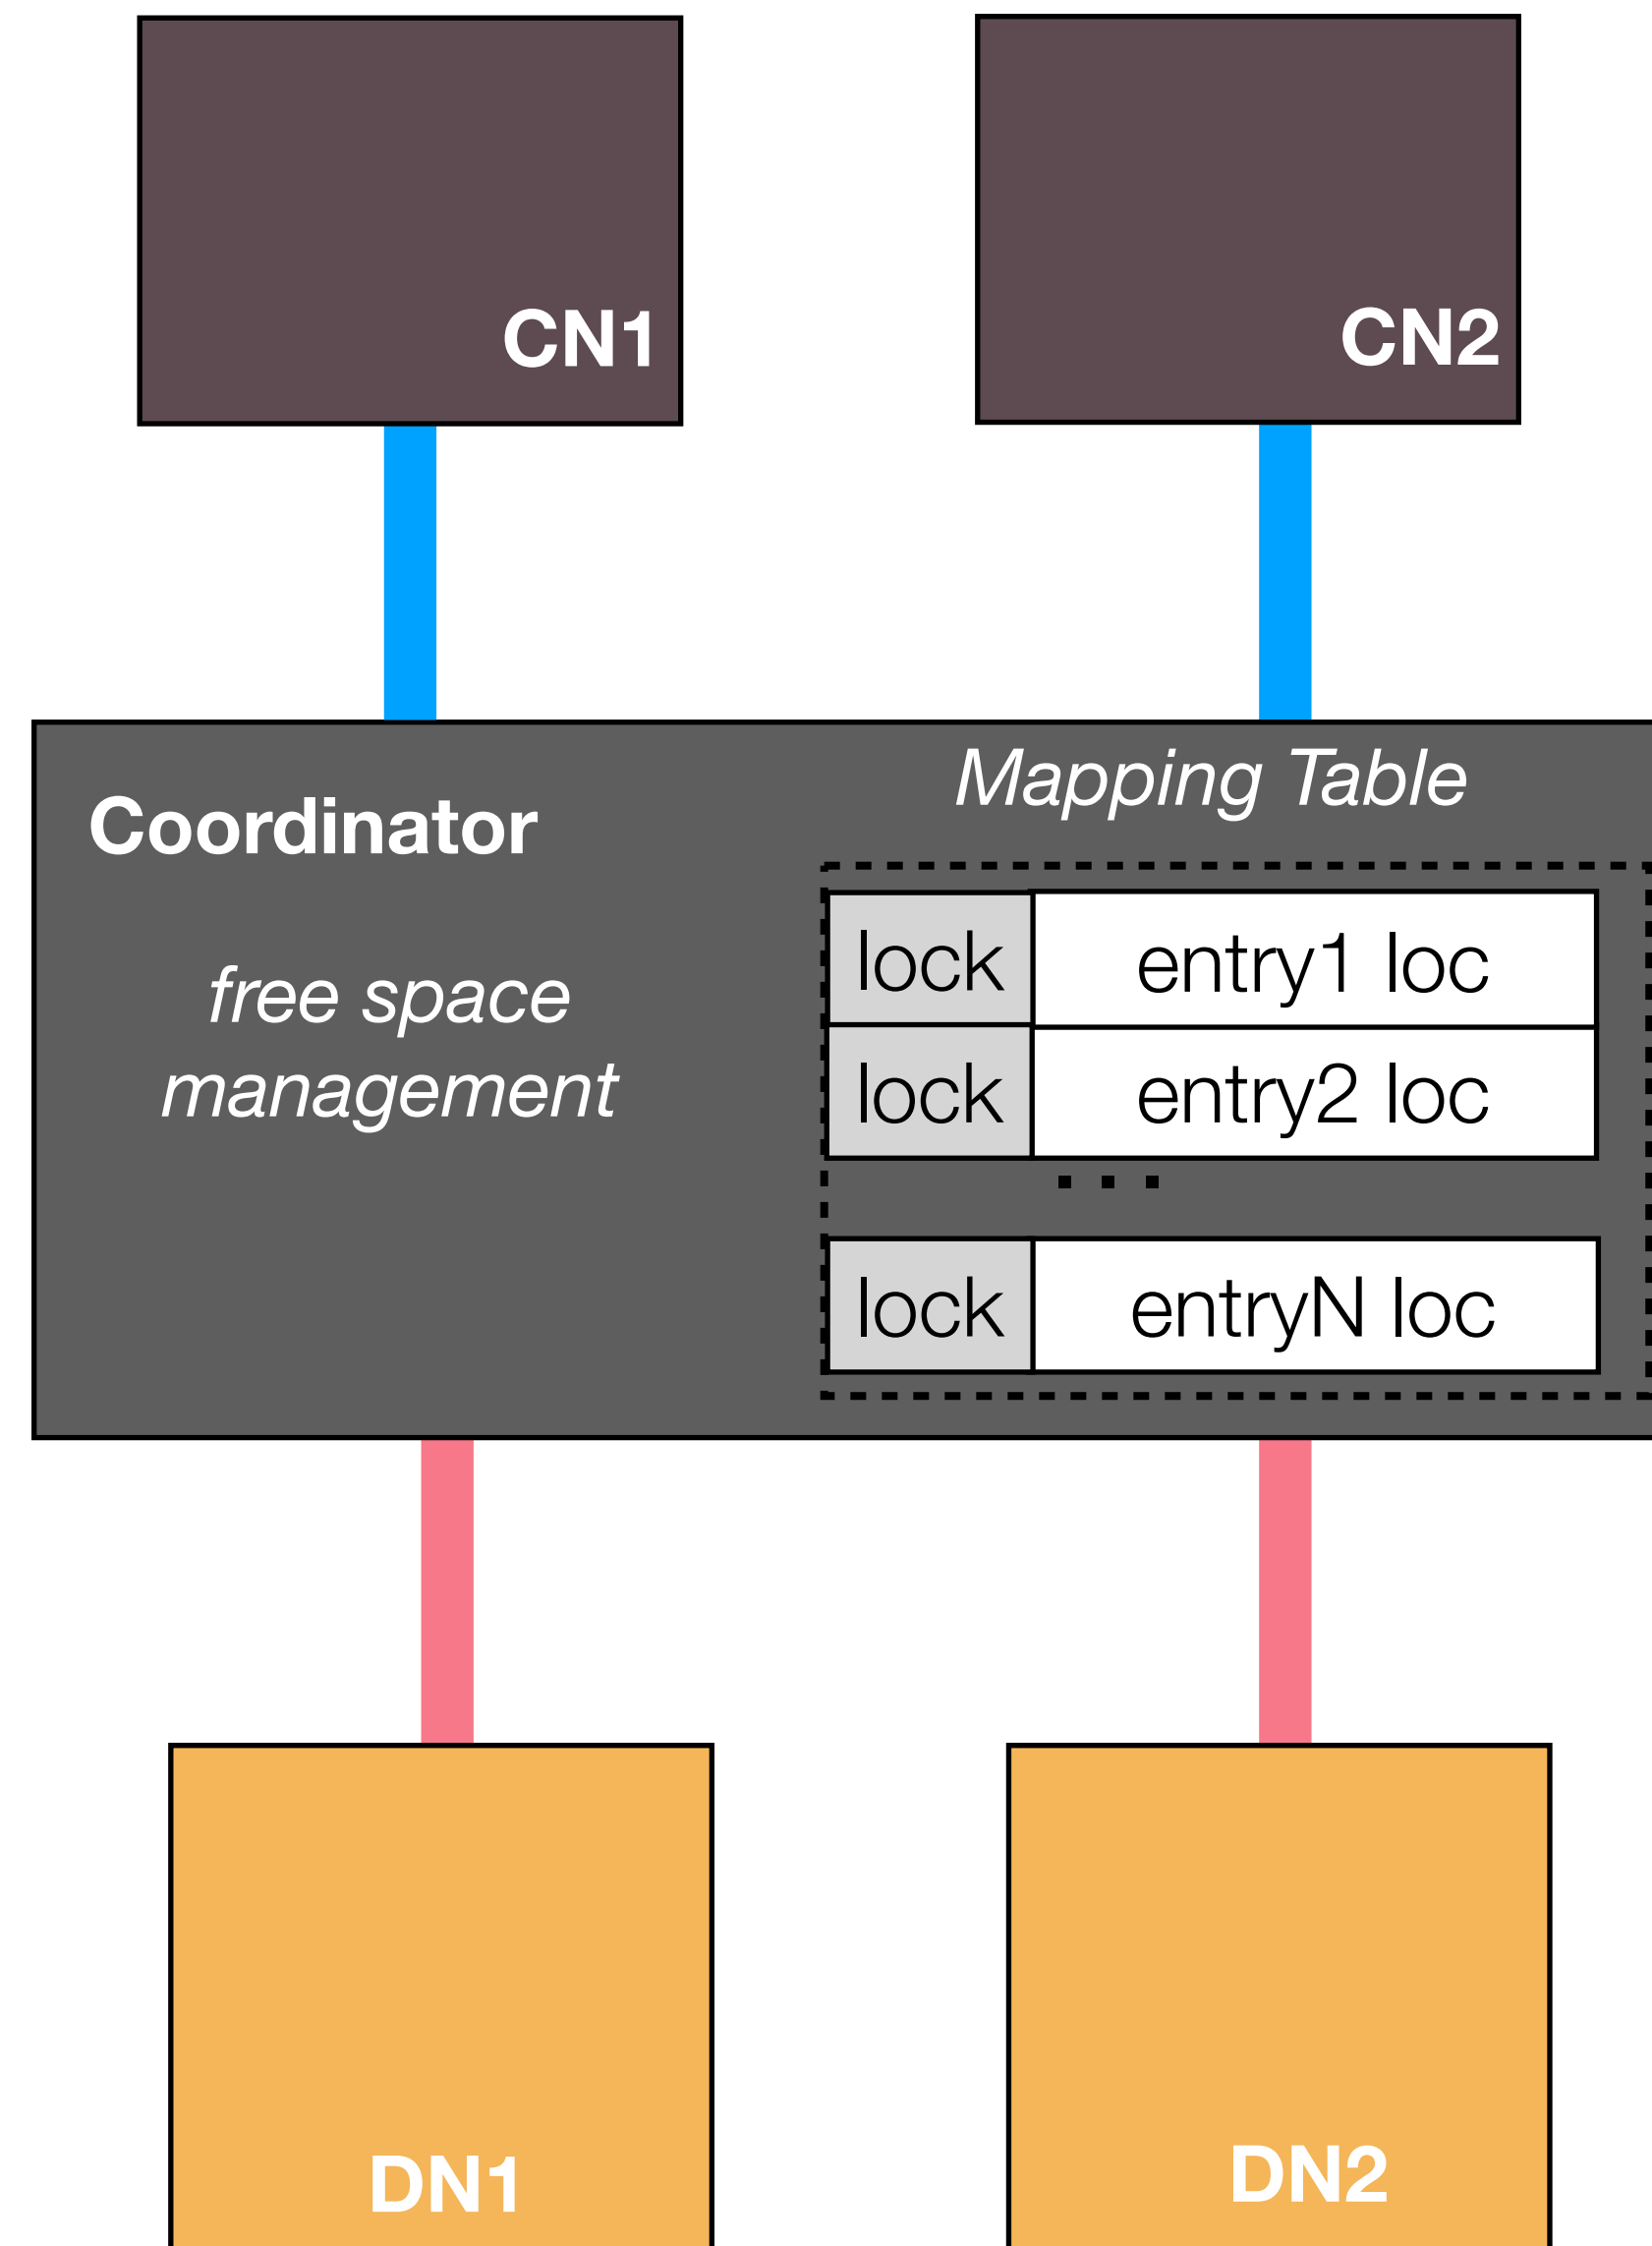 CN1
CN2
Coordinator
free space
management
Mapping Table
lock entry1 loc
lock entry2 loc
...
lock entryN loc
DN1
DN2